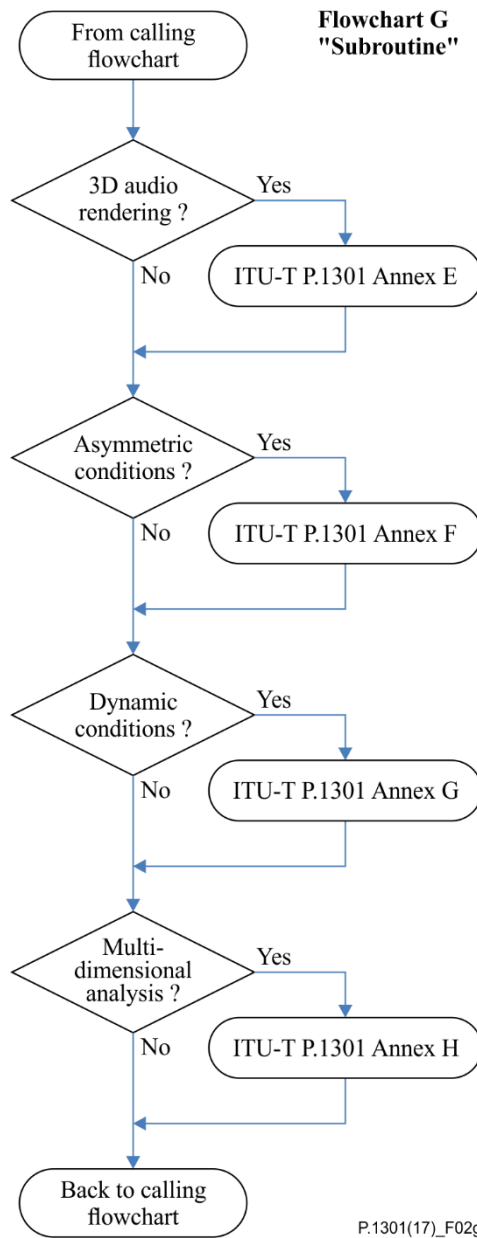 From calling
flowchart
Flowchart G
"Subroutine"
3D audio
rendering ?
Yes
No
ITU-T P.1301 Annex E
Asymmetric
conditions ?
Yes
No
ITU-T P.1301 Annex F
Dynamic
conditions ?
Yes
No
ITU-T P.1301 Annex G
Multi-
dimensional
analysis ?
Yes
No
ITU-T P.1301 Annex H
Back to calling
flowchart
P.1301(17)_F02g